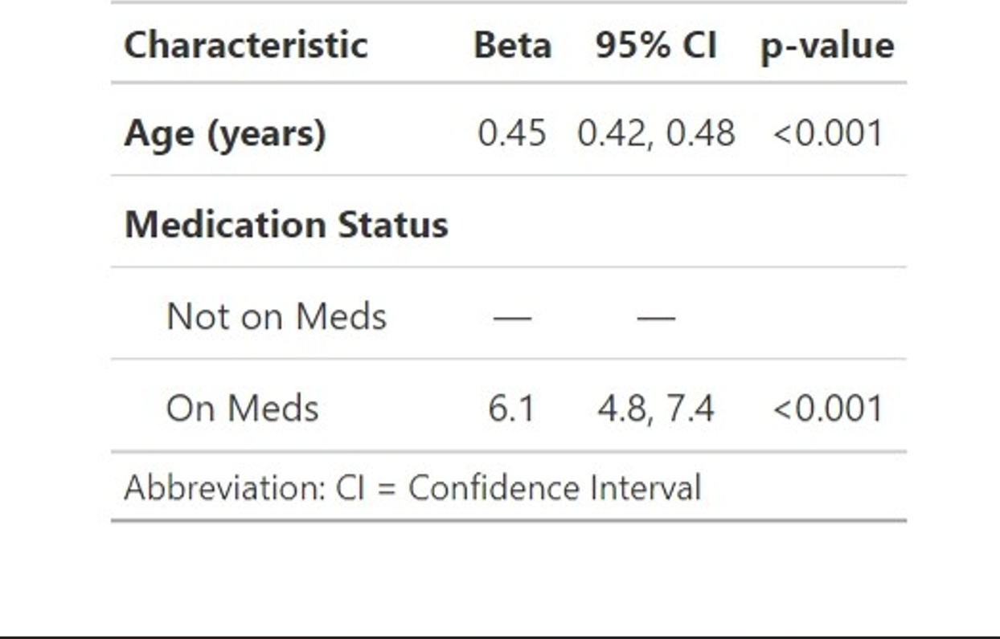 Characteristic Beta 95% CI p-value
Age (years) 0.45 0.42, 0.48 <0.001
Medication Status
Not on Meds — —
On Meds 6.1 4.8, 7.4 <0.001
Abbreviation: CI = Confidence Interval